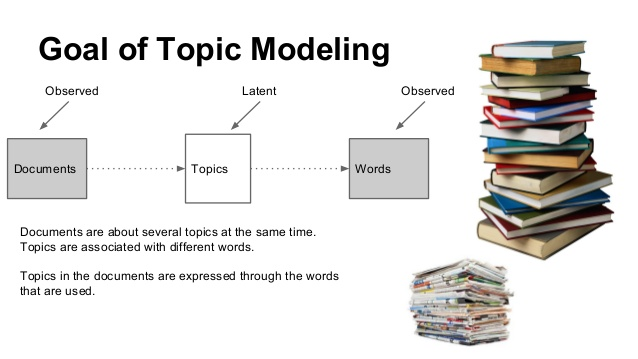 Goal of Topic Modeling
Observed
Latent
Observed
Documents
Topics
Words
Documents are about several topics at the same time.
Topics are associated with different words.
Topics in the documents are expressed through the words
that are used.